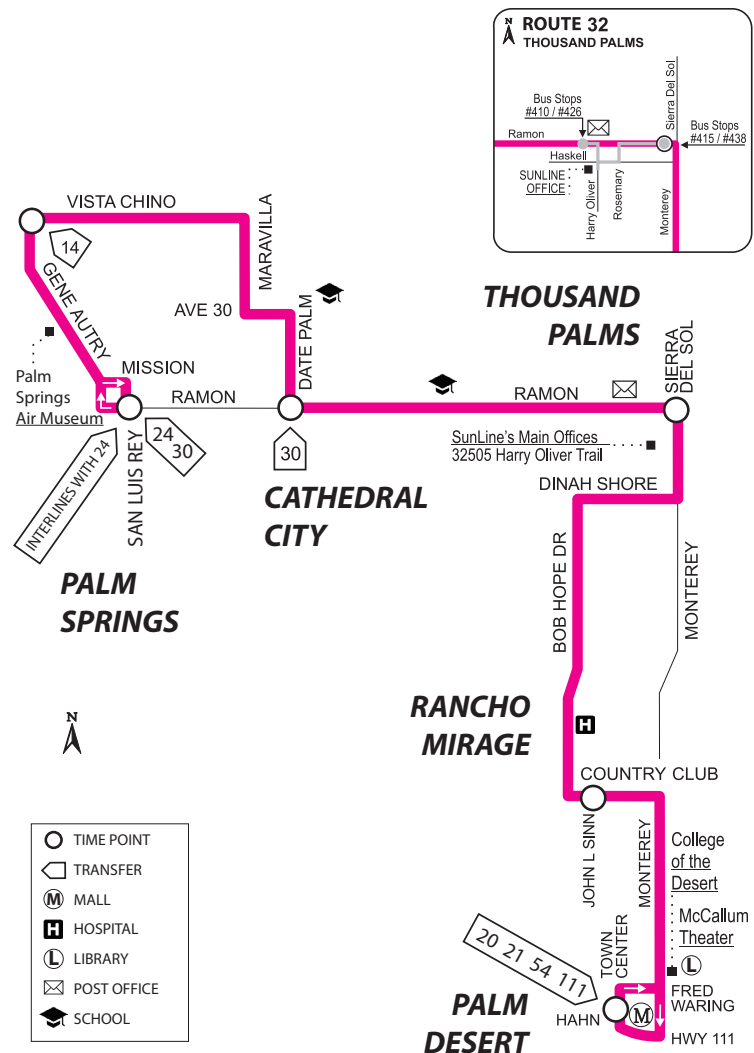 N
ROUTE 32
THOUSAND PALMS
Bus Stops
#410 / #426
Sierra Del Sol
Bus Stops
#415 / #438
Ramon
Haskell
SUNLINE
OFFICE
Harry Oliver
Rosemary
Monterey
VISTA CHINO
14
MARAVILLA
GENE AUTRY
AVE 30
DATE PALM
THOUSAND
PALMS
SIERRA
DEL SOL
Palm
Springs
Air Museum
MISSION
RAMON
RAMON
24
30
30
INTERLINES WITH 24
SAN LUIS REY
SunLine's Main Offices
32505 Harry Oliver Trail
DINAH SHORE
CATHEDRAL
CITY
PALM
SPRINGS
BOB HOPE DR
MONTEREY
RANCHO
MIRAGE
H
N
COUNTRY CLUB
JOHN L SINN
MONTEREY
College
of the
Desert
McCallum
Theater
L
TOWN
CENTER
20 21 54 111
FRED
WARING
HAHN
M
HWY 111
PALM
DESERT
TIME POINT
TRANSFER
M MALL
H HOSPITAL
L LIBRARY
POST OFFICE
SCHOOL